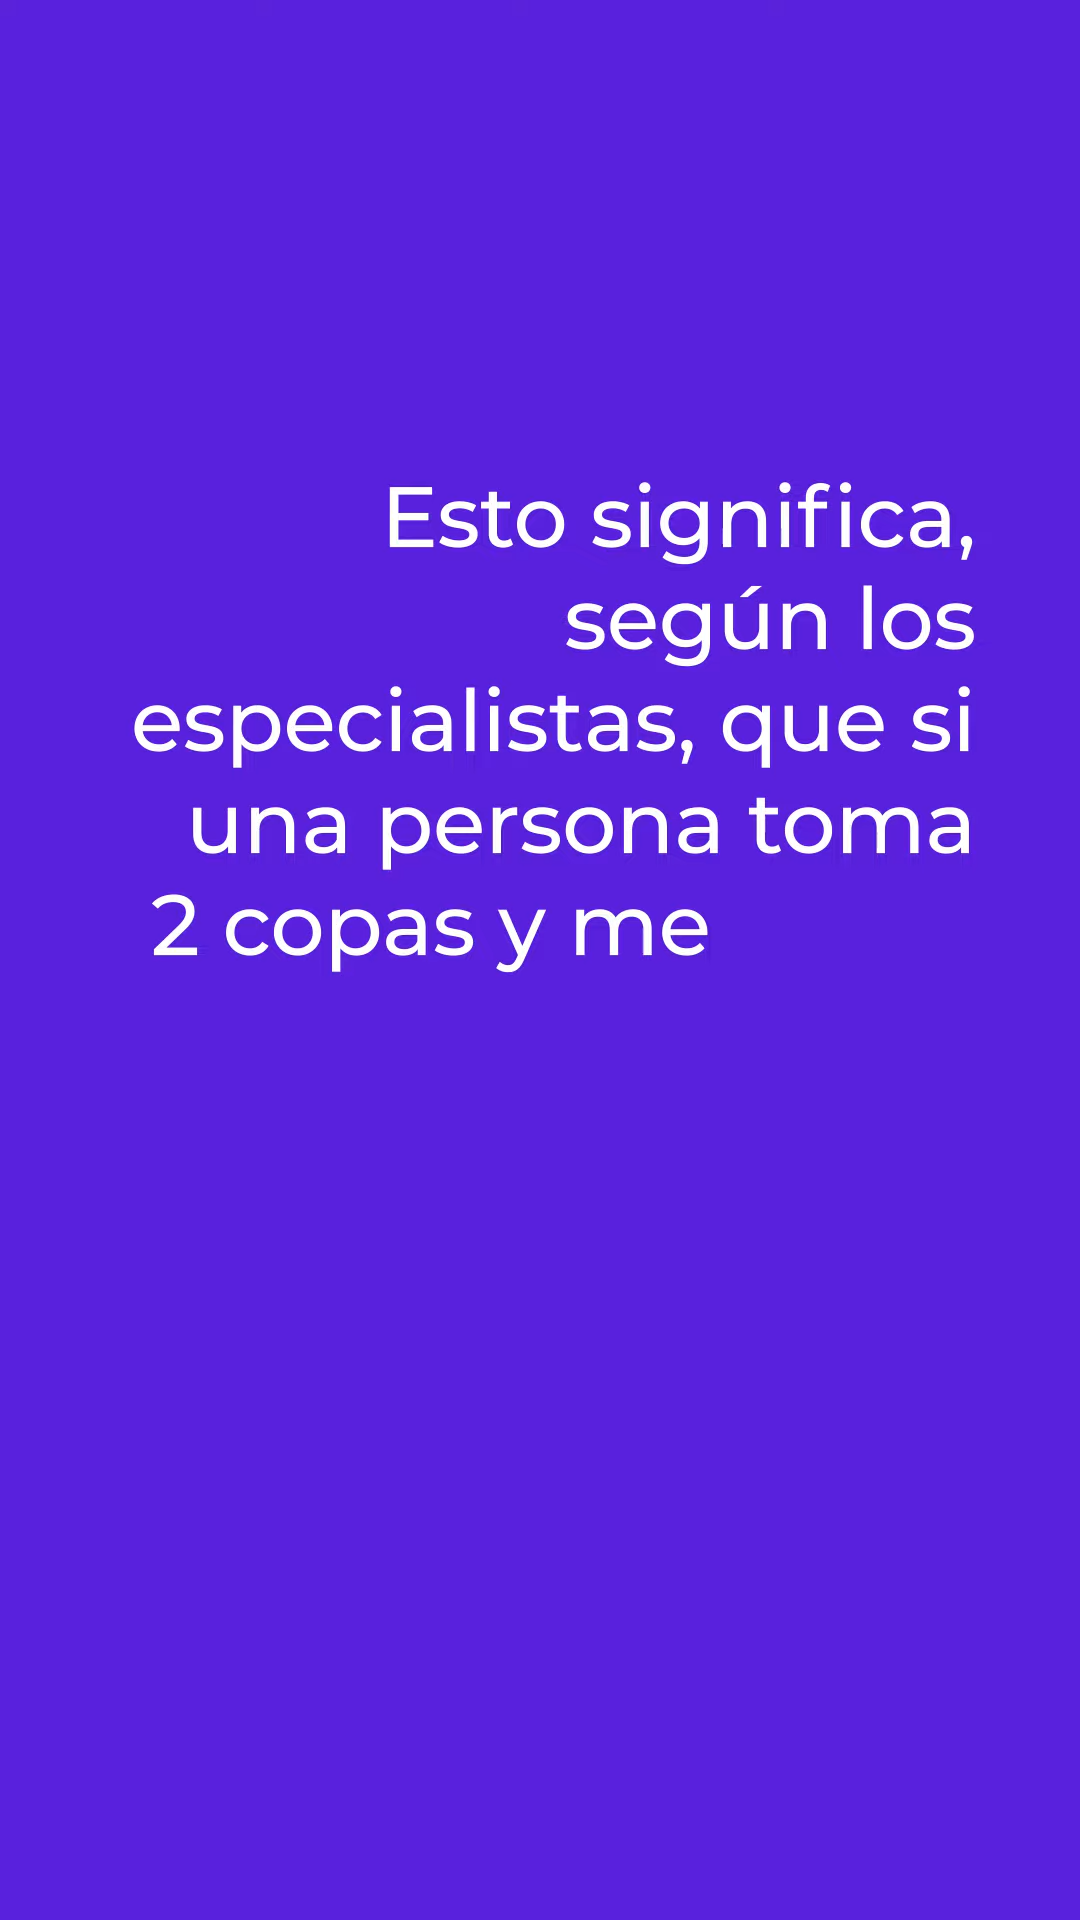 Esto significa,
según los
especialistas, que si
una persona toma
2 copas y me